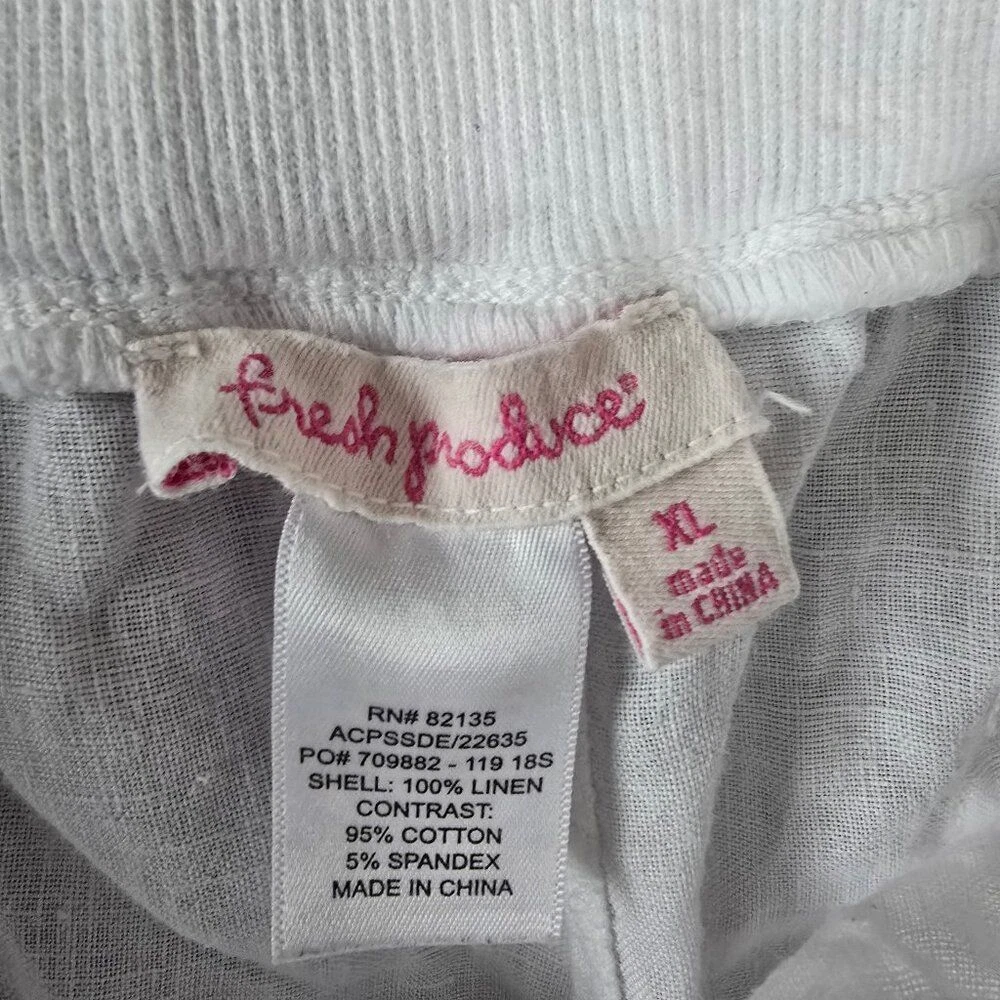 fresh produce®
XL
made
in CHINA
RN# 82135
ACPSSDE/22635
PO# 709882 - 119 18S
SHELL: 100% LINEN
CONTRAST:
95% COTTON
5% SPANDEX
MADE IN CHINA